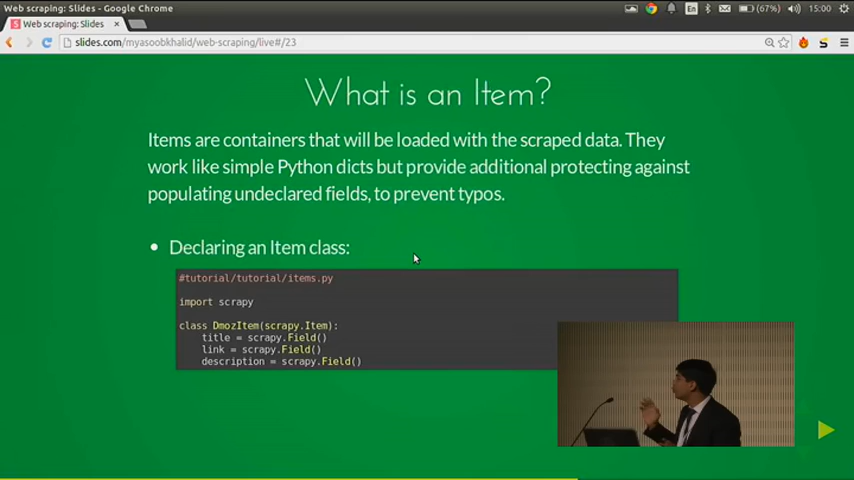 Web scraping: Slides - Google Chrome
En
(67%)
15:00
Web scraping: Slides
slides.com/myasoobkhalid/web-scraping/live#/23
What is an Item?
Items are containers that will be loaded with the scraped data. They
work like simple Python dicts but provide additional protecting against
populating undeclared fields, to prevent typos.
Declaring an Item class:
#tutorial/tutorial/items.py
import scrapy
class DmozItem(scrapy.Item):
title = scrapy.Field()
link = scrapy.Field()
description = scrapy.Field()